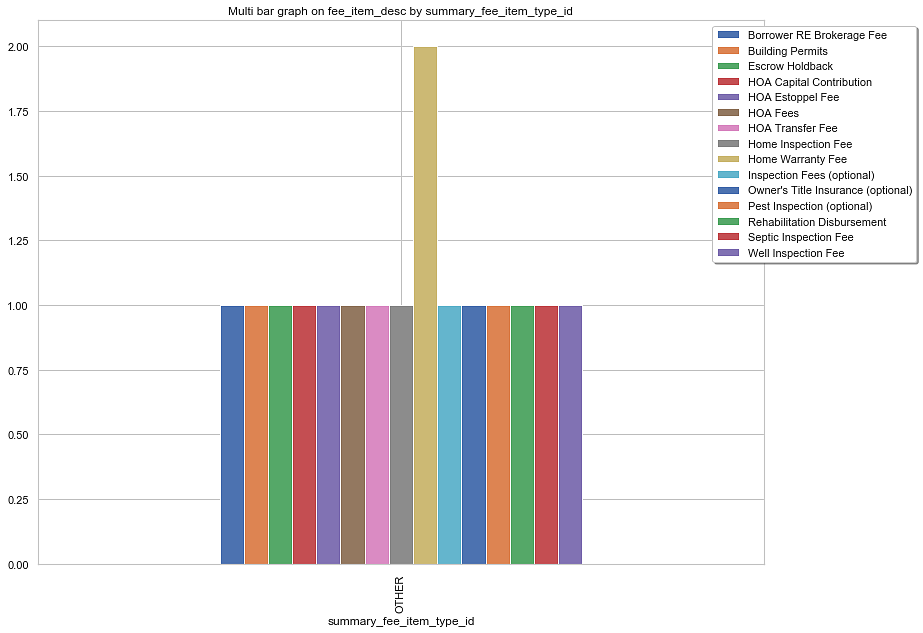 Multi bar graph on fee_item_desc by summary_fee_item_type_id
Borrower RE Brokerage Fee
Building Permits
Escrow Holdback
HOA Capital Contribution
HOA Estoppel Fee
HOA Fees
HOA Transfer Fee
Home Inspection Fee
Home Warranty Fee
Inspection Fees (optional)
Owner's Title Insurance (optional)
Pest Inspection (optional)
Rehabilitation Disbursement
Septic Inspection Fee
Well Inspection Fee
2.00
1.75
1.50
1.25
1.00
0.75
0.50
0.25
0.00
OTHER
summary_fee_item_type_id